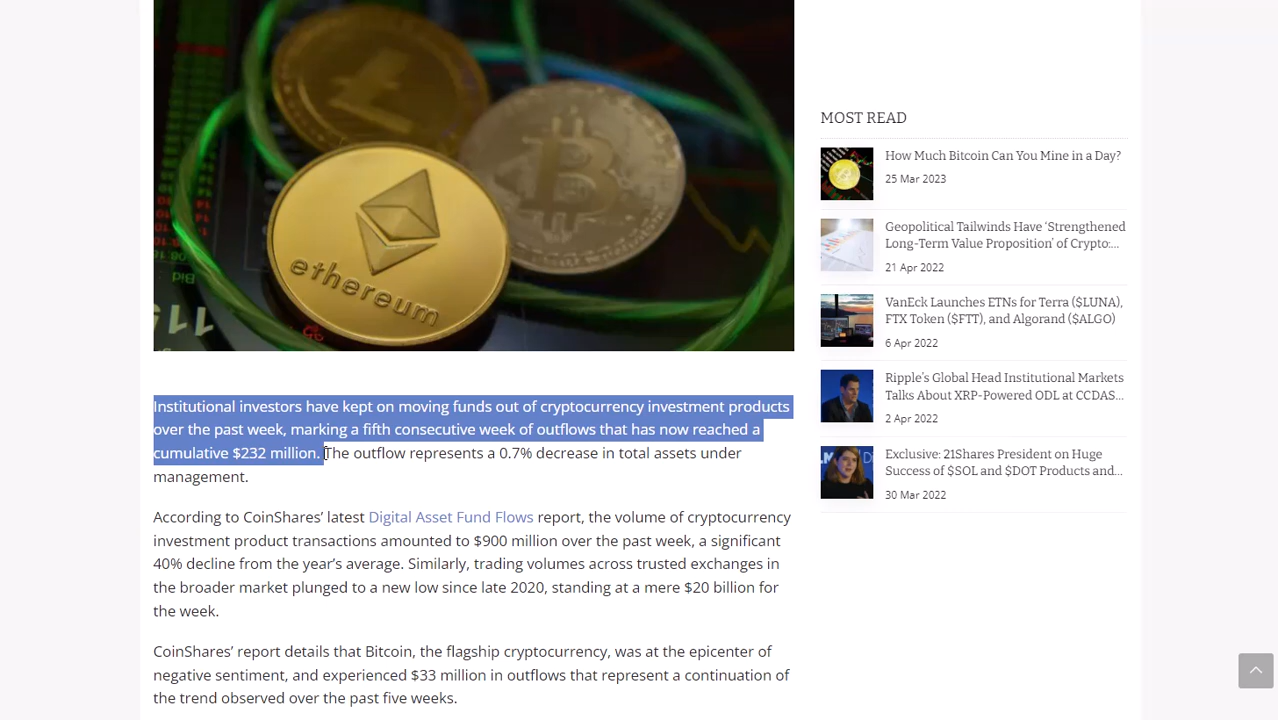 ethereum
Bid
Institutional investors have kept on moving funds out of cryptocurrency investment products
over the past week, marking a fifth consecutive week of outflows that has now reached a
cumulative $232 million. The outflow represents a 0.7% decrease in total assets under
management.
According to CoinShares’ latest Digital Asset Fund Flows report, the volume of cryptocurrency
investment product transactions amounted to $900 million over the past week, a significant
40% decline from the year’s average. Similarly, trading volumes across trusted exchanges in
the broader market plunged to a new low since late 2020, standing at a mere $20 billion for
the week.
CoinShares’ report details that Bitcoin, the flagship cryptocurrency, was at the epicenter of
negative sentiment, and experienced $33 million in outflows that represent a continuation of
the trend observed over the past five weeks.
MOST READ
How Much Bitcoin Can You Mine in a Day?
25 Mar 2023
Geopolitical Tailwinds Have ‘Strengthened
Long-Term Value Proposition’ of Crypto:...
21 Apr 2022
VanEck Launches ETNs for Terra ($LUNA),
FTX Token ($FTT), and Algorand ($ALGO)
6 Apr 2022
Ripple’s Global Head Institutional Markets
Talks About XRP-Powered ODL at CCDAS...
2 Apr 2022
Exclusive: 21Shares President on Huge
Success of $SOL and $DOT Products and...
30 Mar 2022